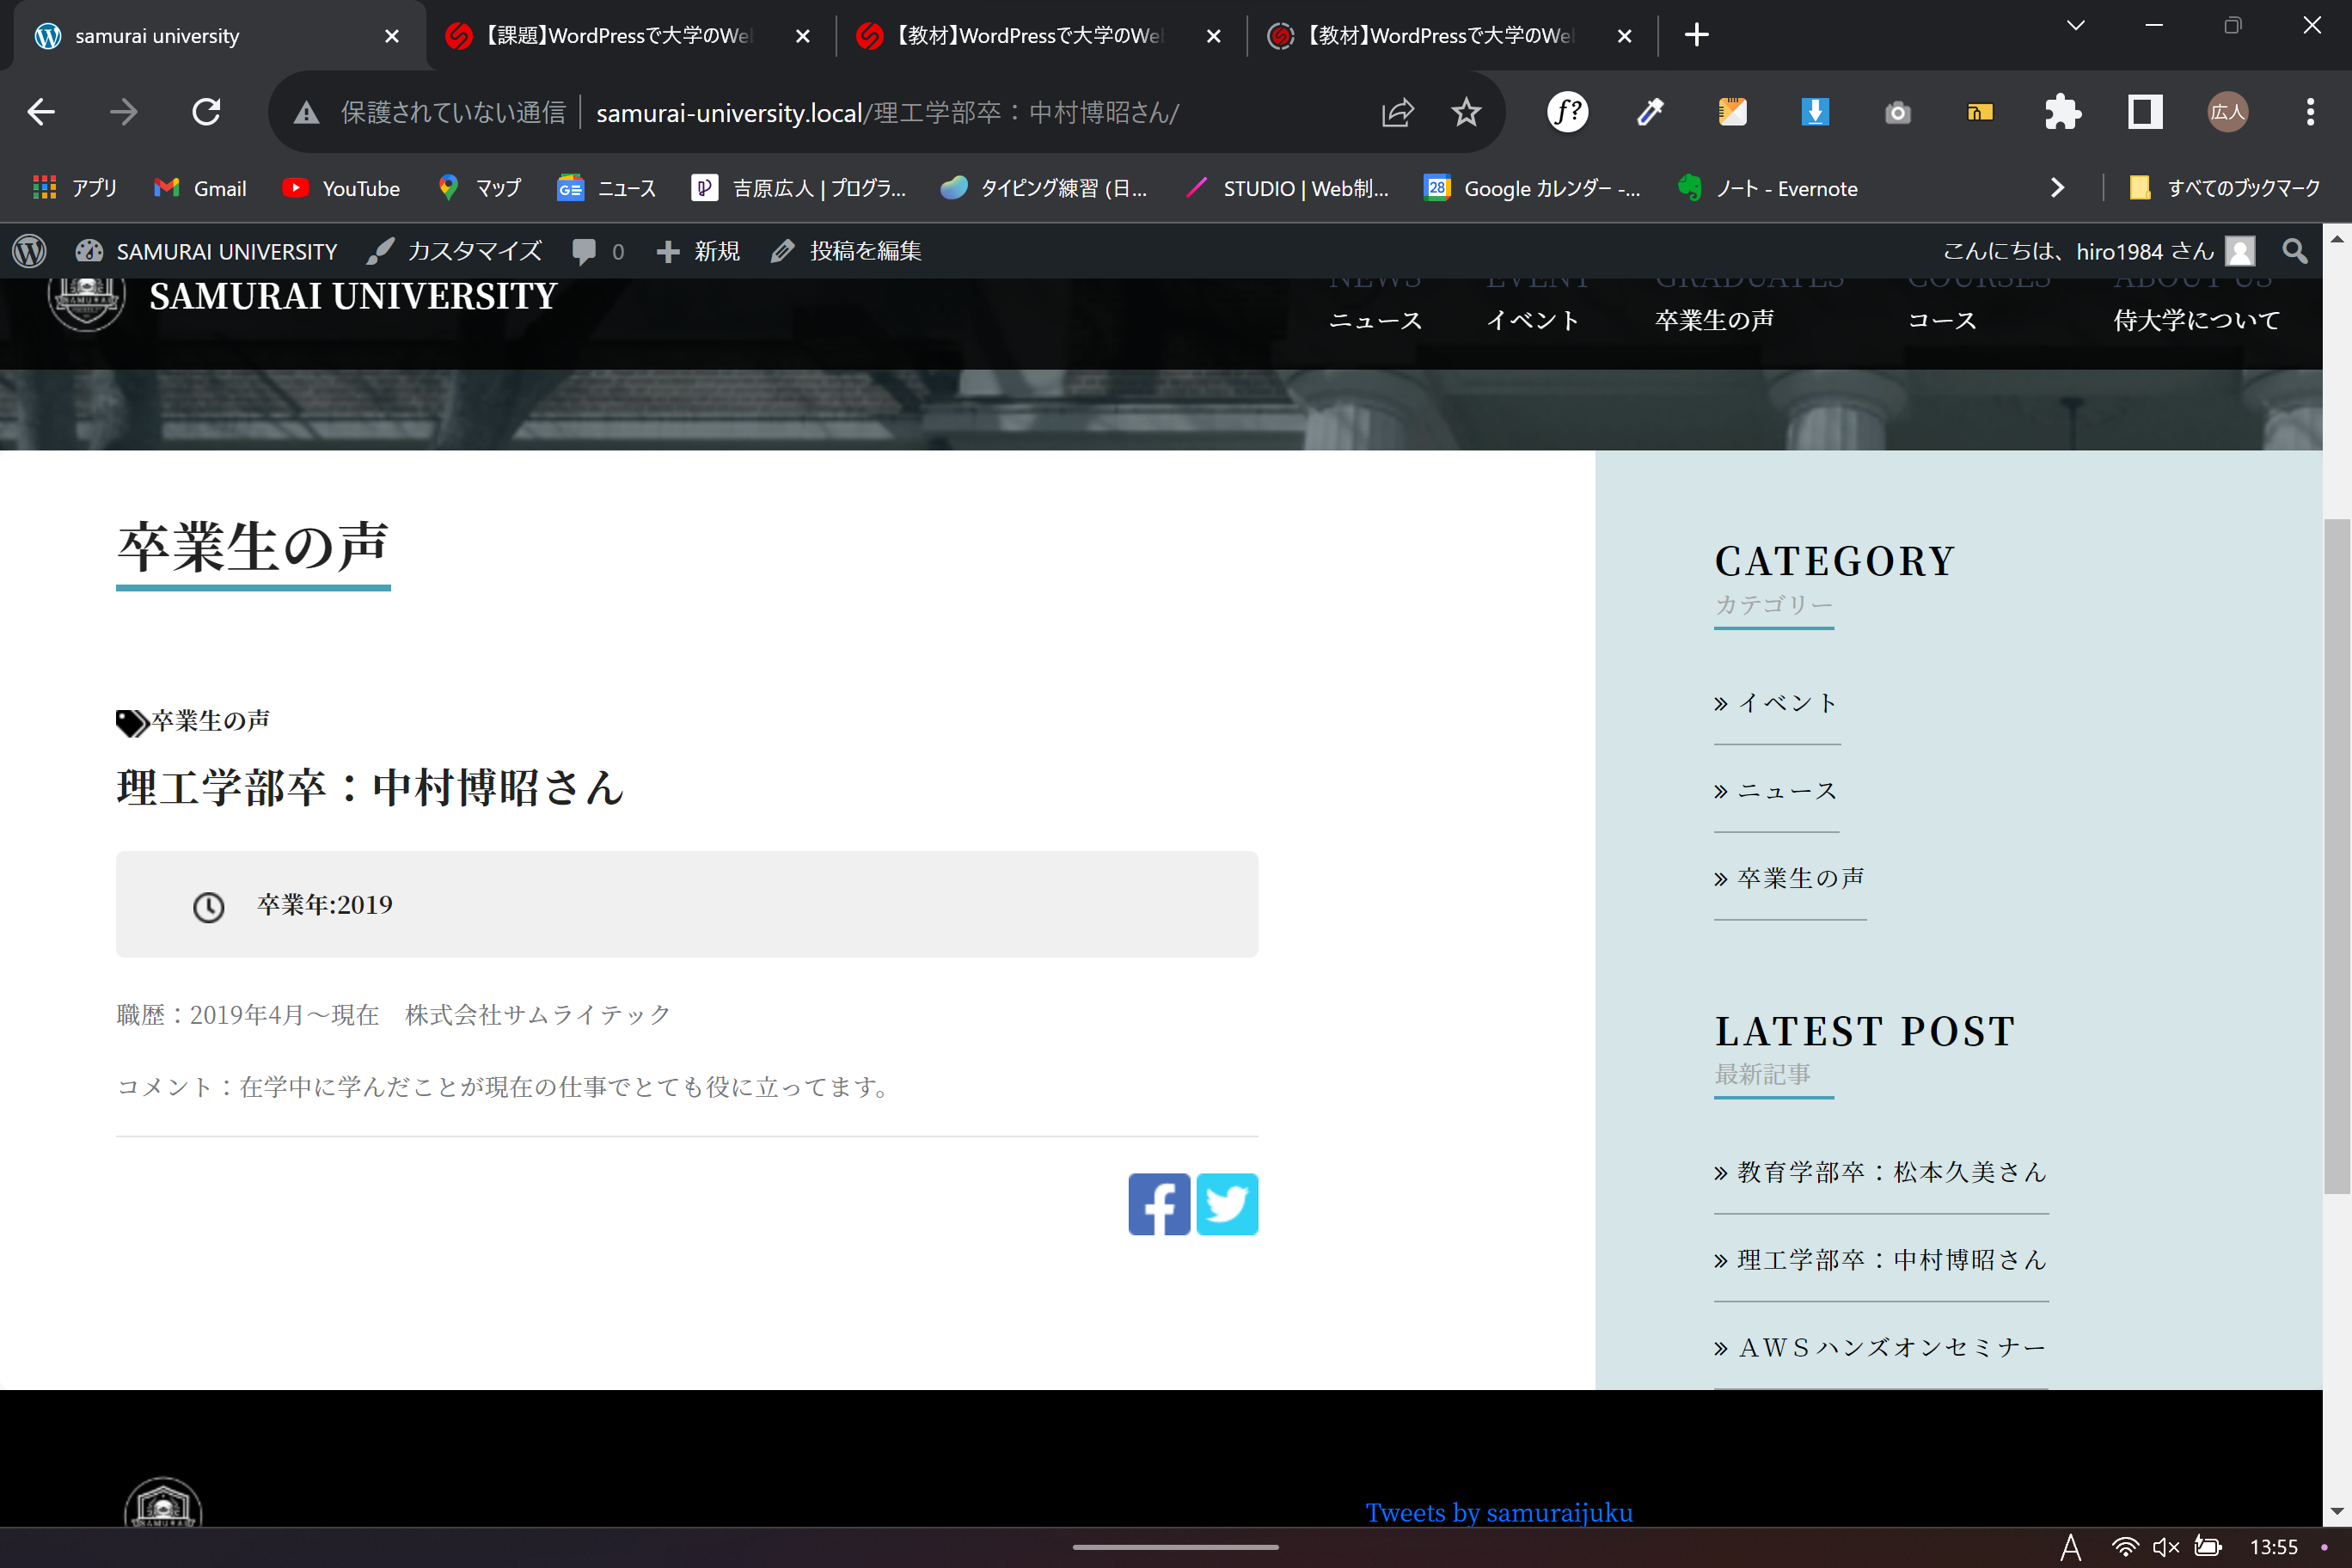 samurai university
【課題】WordPressで大学のWe
【教材】WordPressで大学のWe
【教材】WordPressで大学のWe
保護されていない通信
samurai-university.local/理工学部卒：中村博昭さん/
f?
広人
アプリ
Gmail
YouTube
マップ
ニュース
吉原広人 | プログラ...
タイピング練習 (日...
STUDIO | Web制...
28
Google カレンダー -...
ノート - Evernote
すべてのブックマーク
SAMURAI UNIVERSITY
カスタマイズ
0
新規
投稿を編集
こんにちは、hiro1984 さん
SAMURAI UNIVERSITY
NEWS
EVENT
GRADUATES
COURSES
ABOUT US
ニュース
イベント
卒業生の声
コース
侍大学について
卒業生の声
卒業生の声
理工学部卒：中村博昭さん
卒業年:2019
職歴：2019年4月～現在　株式会社サムライテック
コメント：在学中に学んだことが現在の仕事でとても役に立ってます。
CATEGORY
カテゴリー
» イベント
» ニュース
» 卒業生の声
LATEST POST
最新記事
» 教育学部卒：松本久美さん
» 理工学部卒：中村博昭さん
» ＡＷＳハンズオンセミナー
SAMURAI
Tweets by samuraijuku
A
13:55